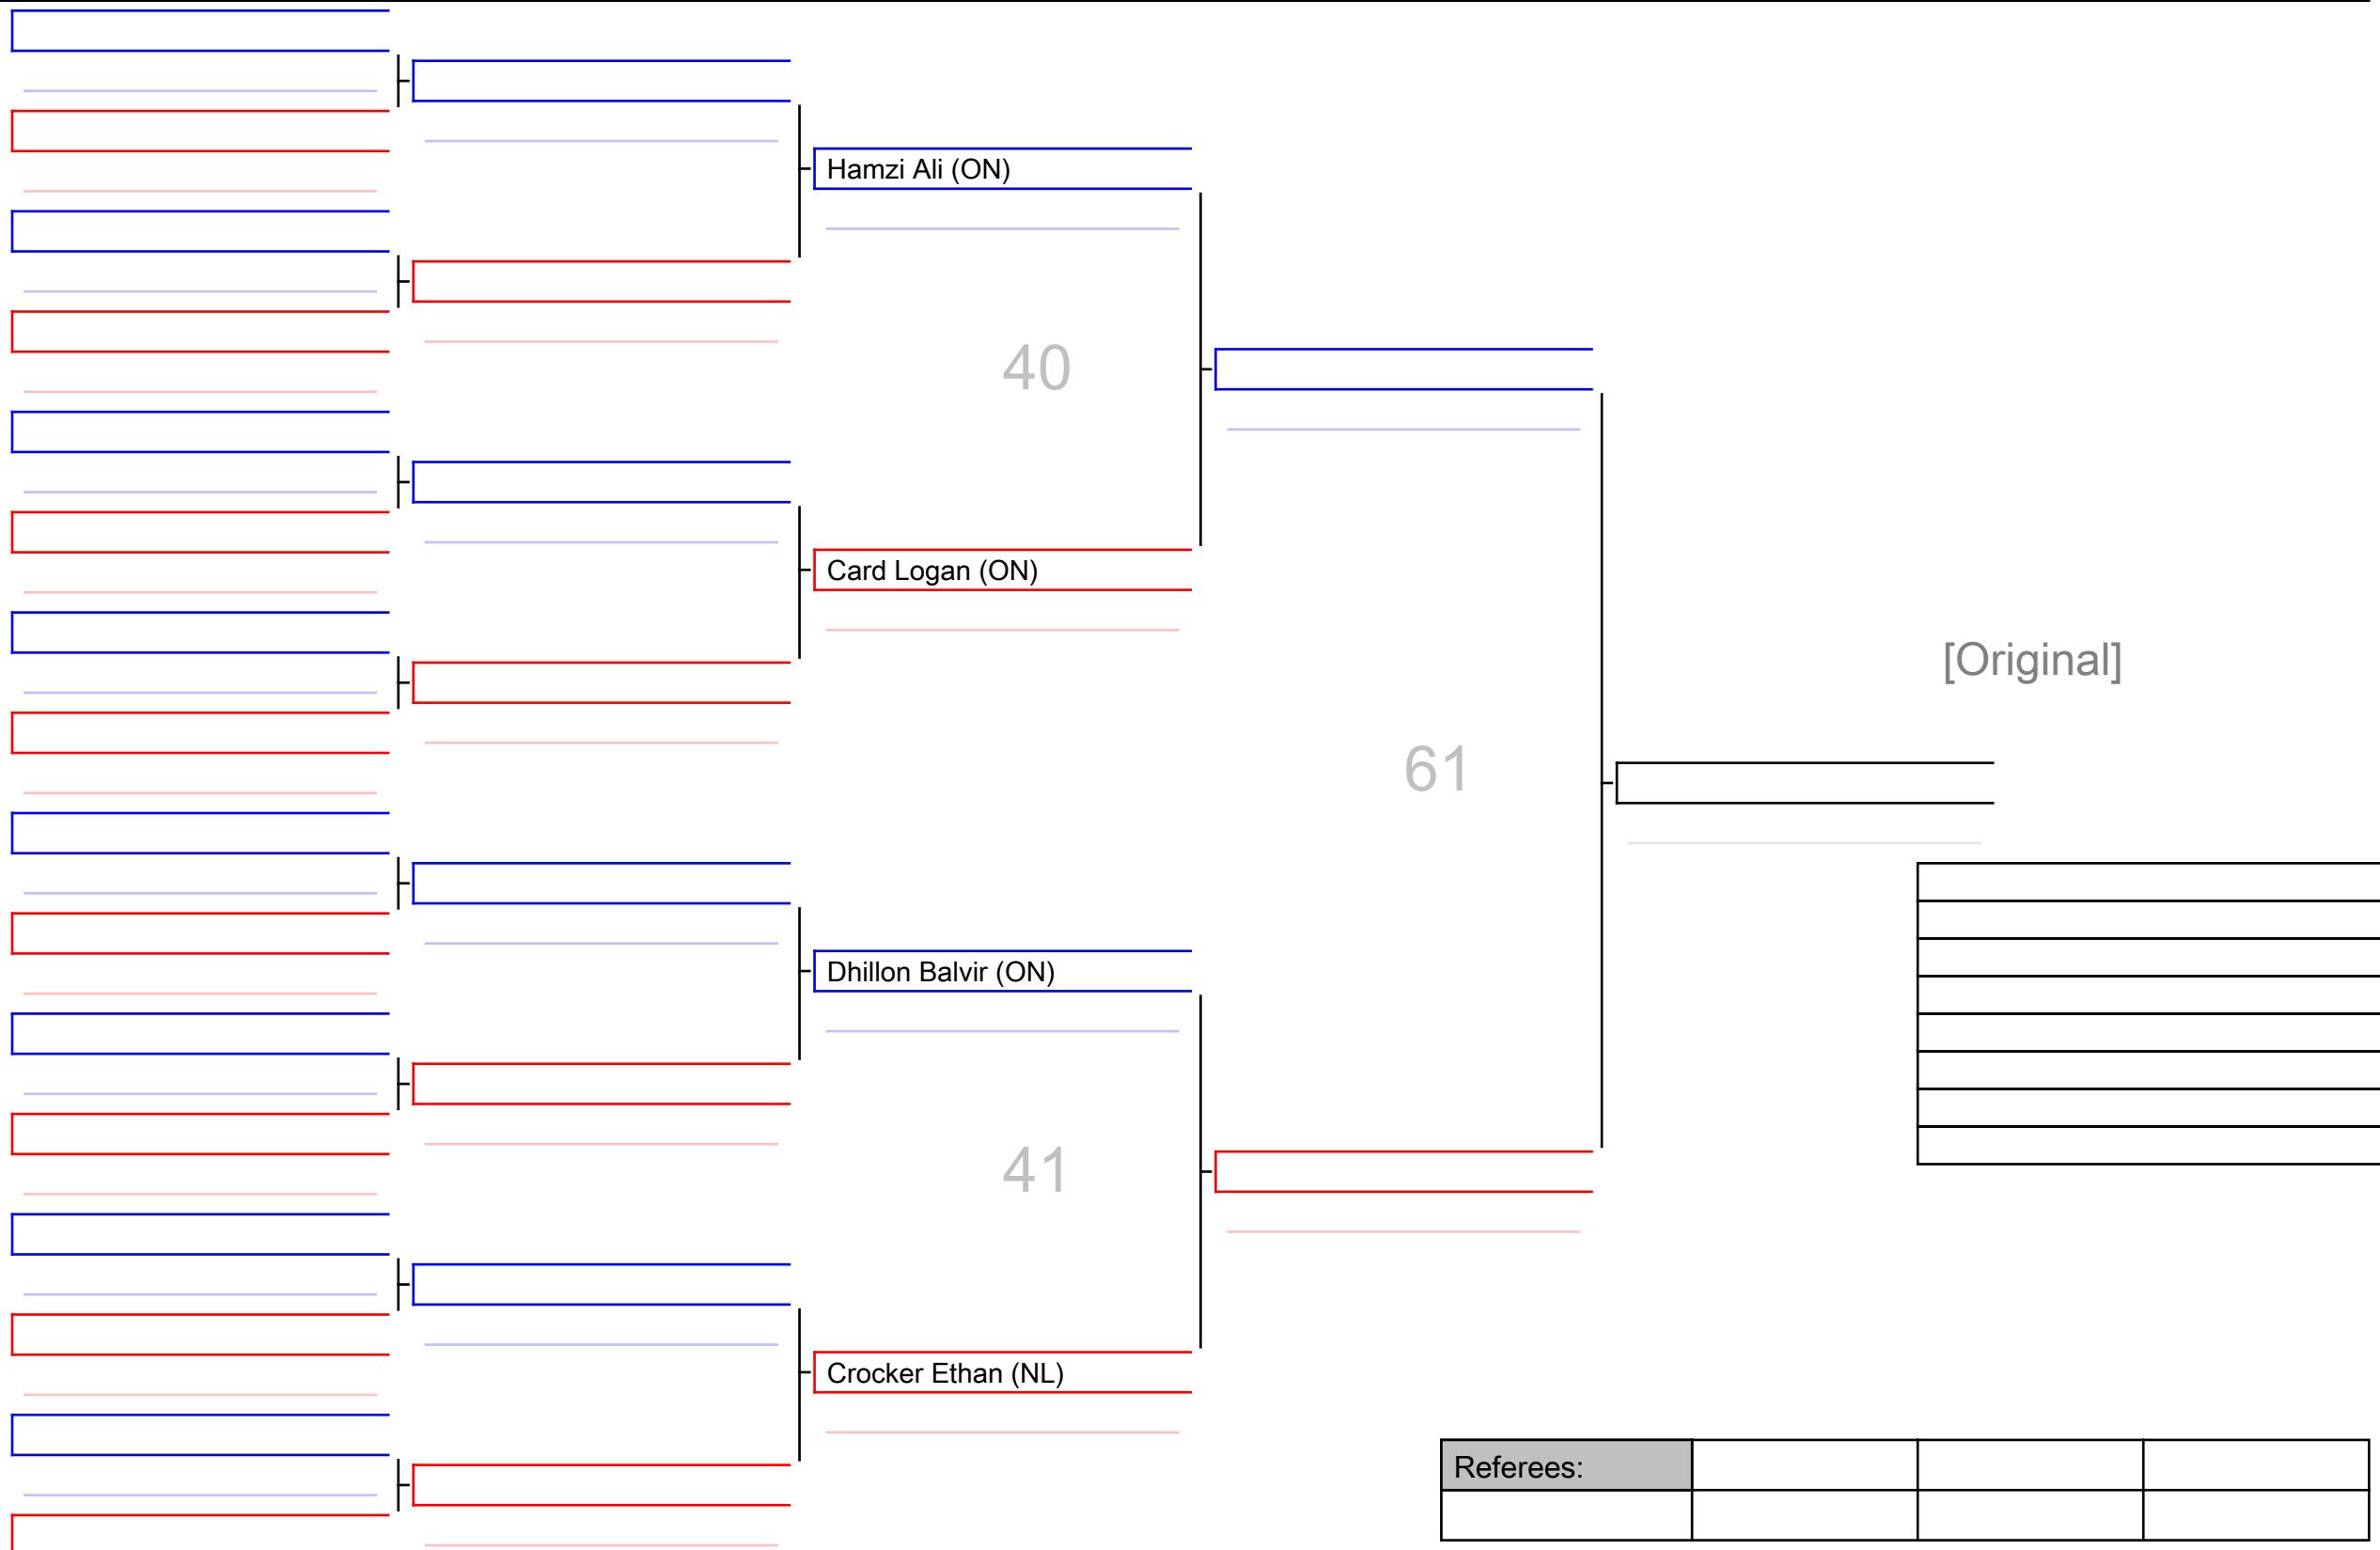 Hamzi Ali (ON)
40
Card Logan (ON)
[Original]
61
Dhillon Balvir (ON)
41
Crocker Ethan (NL)
Referees: